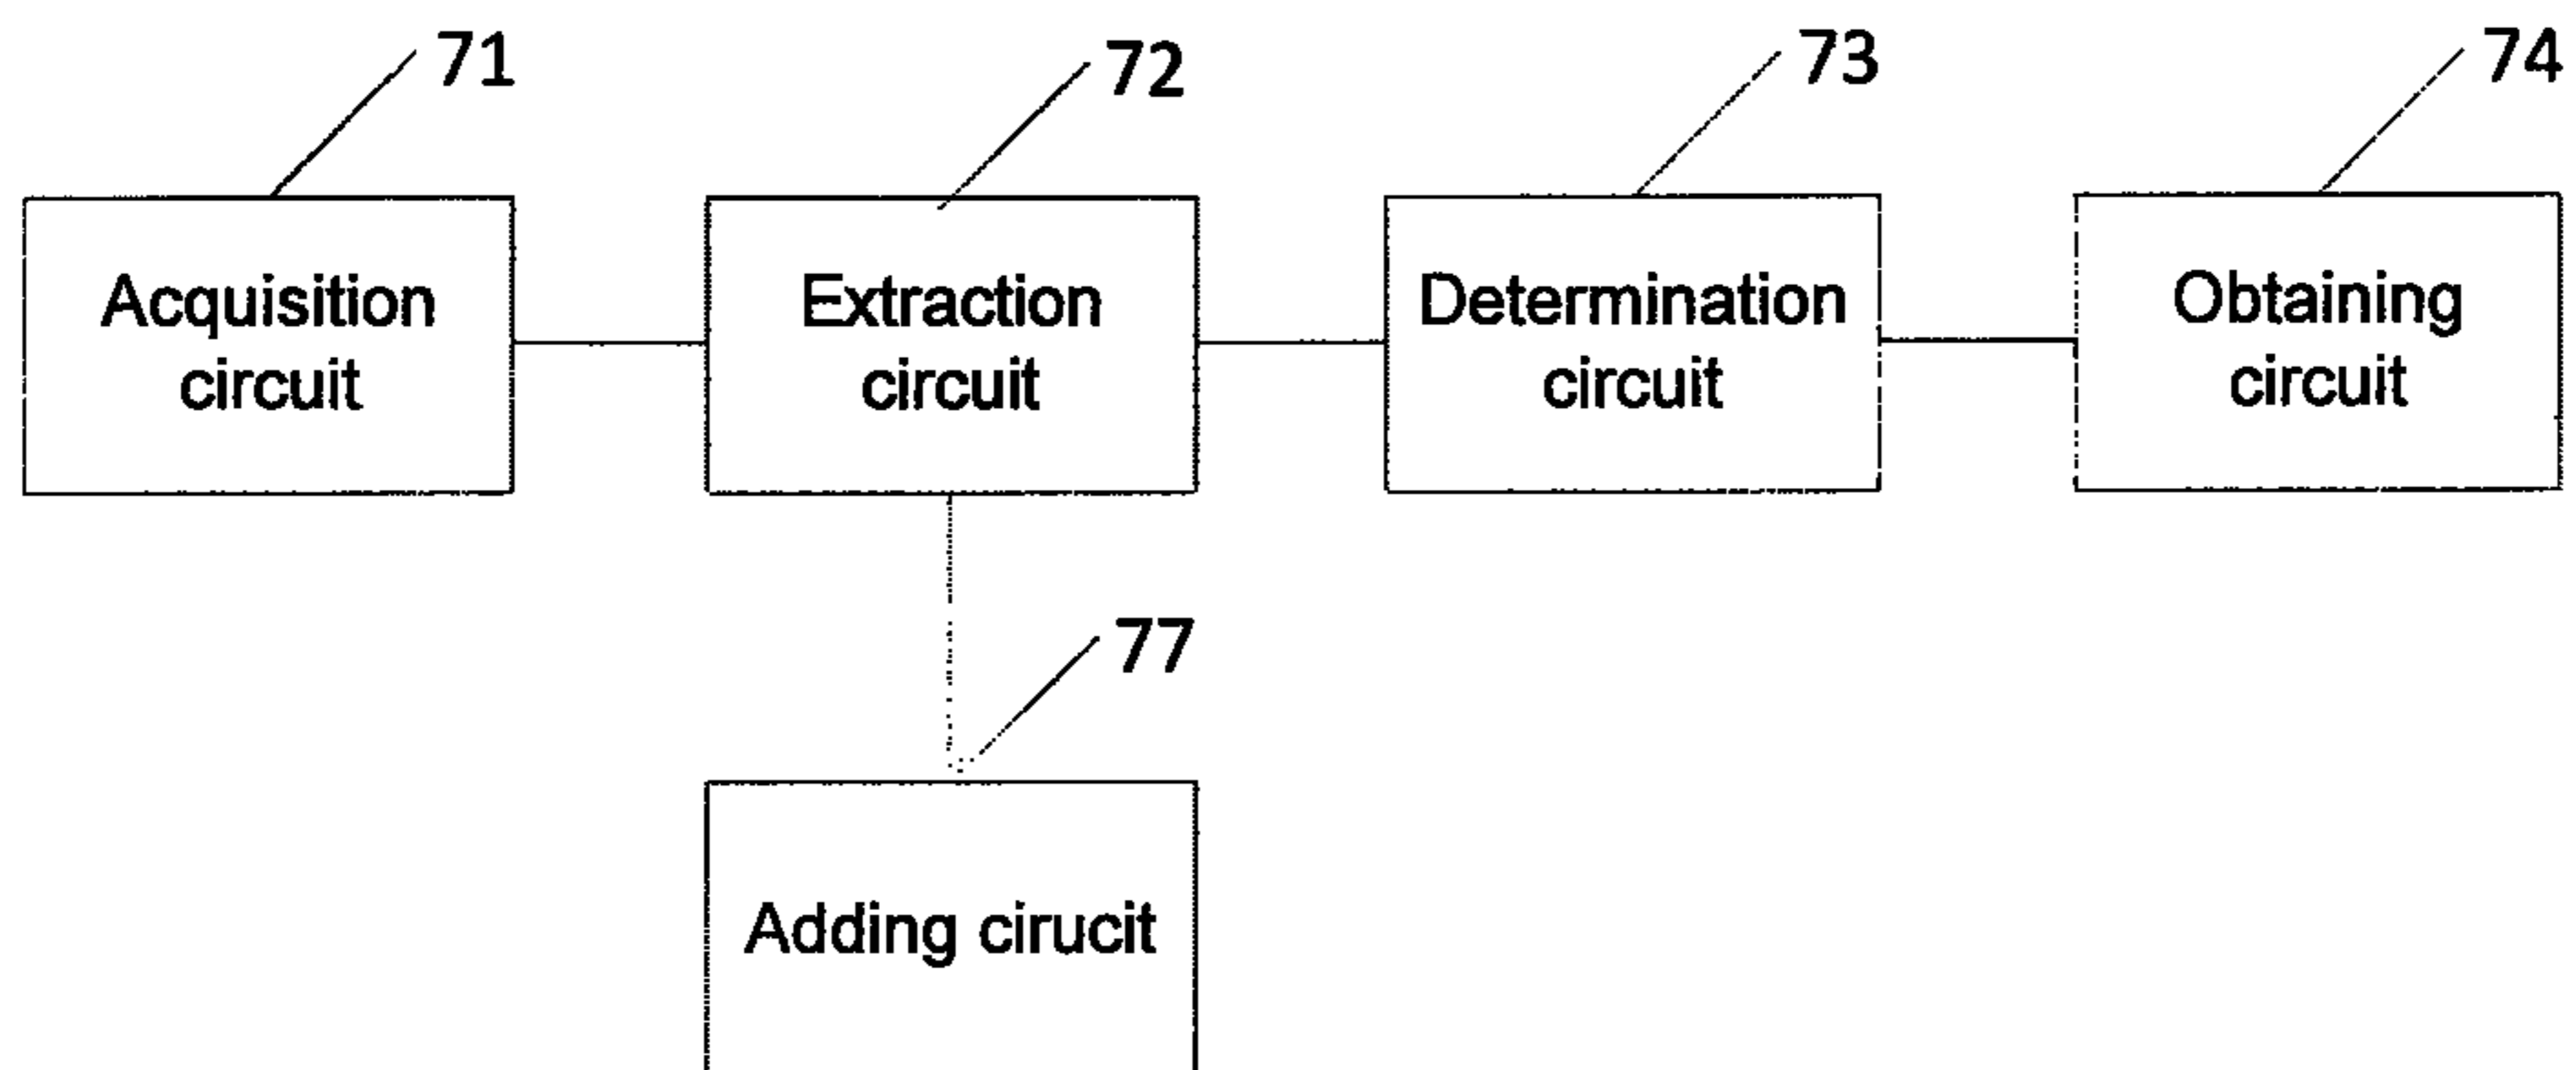 71
72
73
74
Acquisition
circuit
Extraction
circuit
Determination
circuit
Obtaining
circuit
77
Adding cirucit